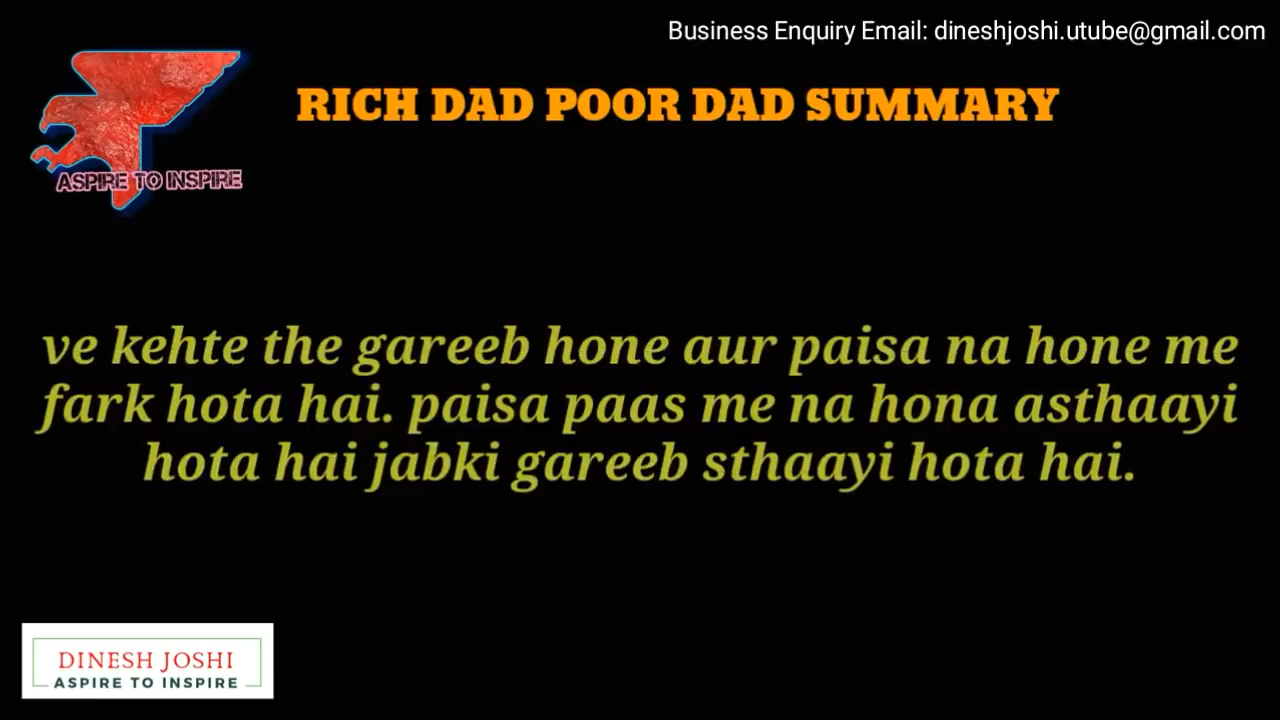 Business Enquiry Email: dineshjoshi.utube@gmail.com
RICH DAD POOR DAD SUMMARY
ASPIRE TO INSPIRE
ve kehte the gareeb hone aur paisa na hone me
fark hota hai. paisa paas me na hona asthaayi
hota hai jabki gareeb sthaayi hota hai.
DINESH JOSHI
ASPIRE TO INSPIRE